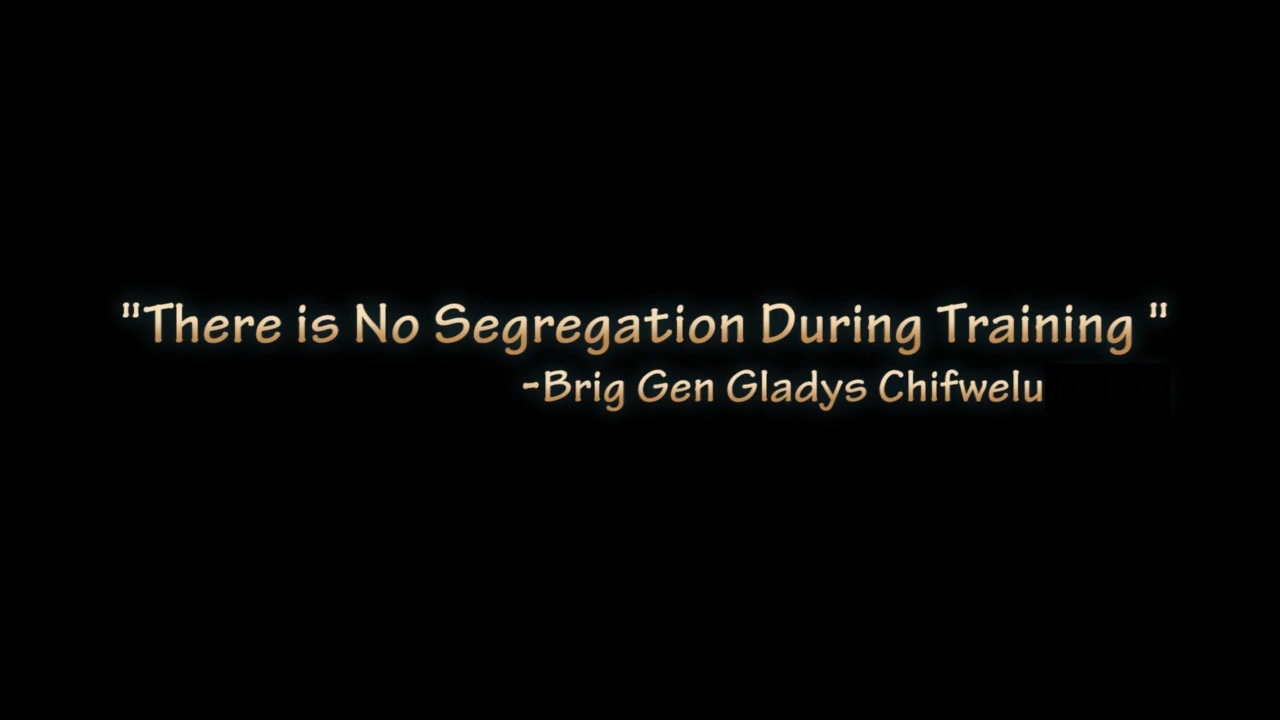 "There is No Segregation During Training "
-Brig Gen Gladys Chifwelu